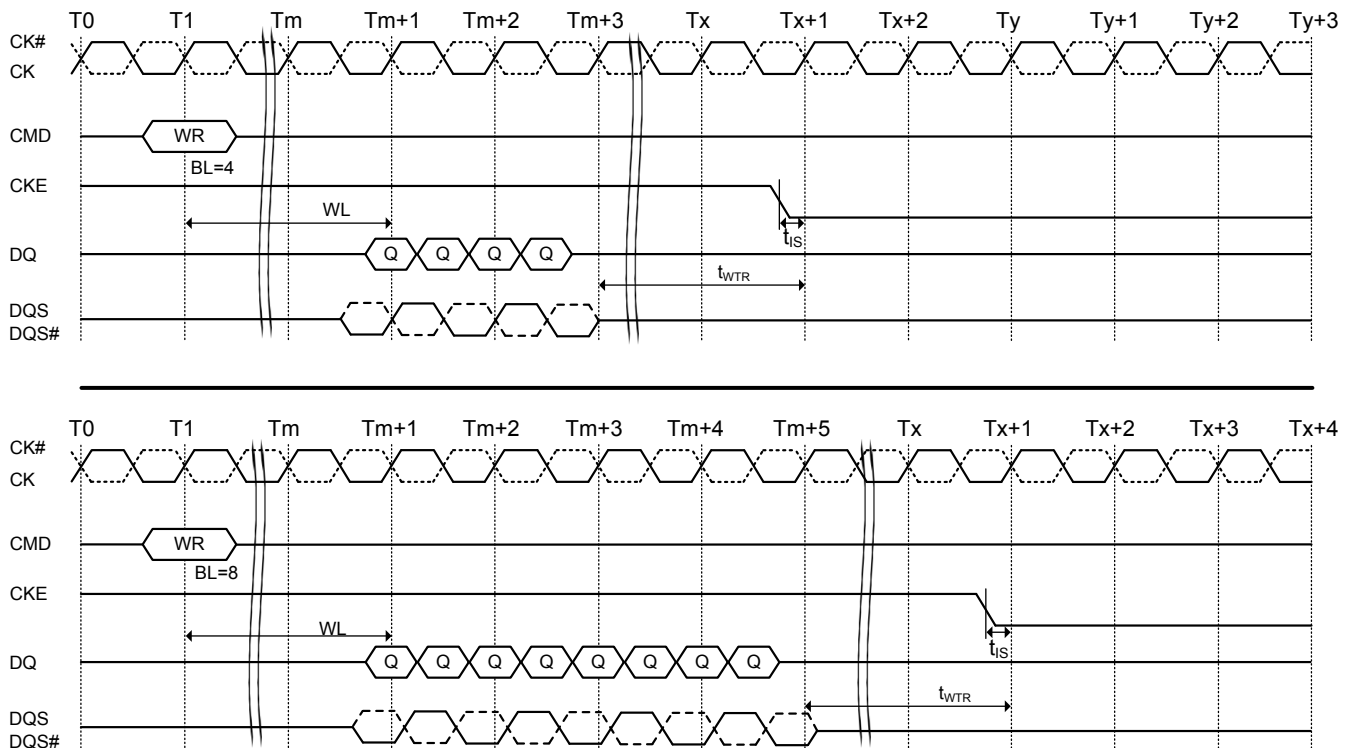 T0 T1 Tm Tm+1 Tm+2 Tm+3 Tx Tx+1 Tx+2 Ty Ty+1 Ty+2 Ty+3
CK#
CK
CMD WR
BL=4
CKE
WL
tIS
DQ Q Q Q Q
tWTR
DQS
DQS#
T0 T1 Tm Tm+1 Tm+2 Tm+3 Tm+4 Tm+5 Tx Tx+1 Tx+2 Tx+3 Tx+4
CK#
CK
CMD WR
BL=8
CKE
WL
tIS
DQ Q Q Q Q Q Q Q Q
tWTR
DQS
DQS#